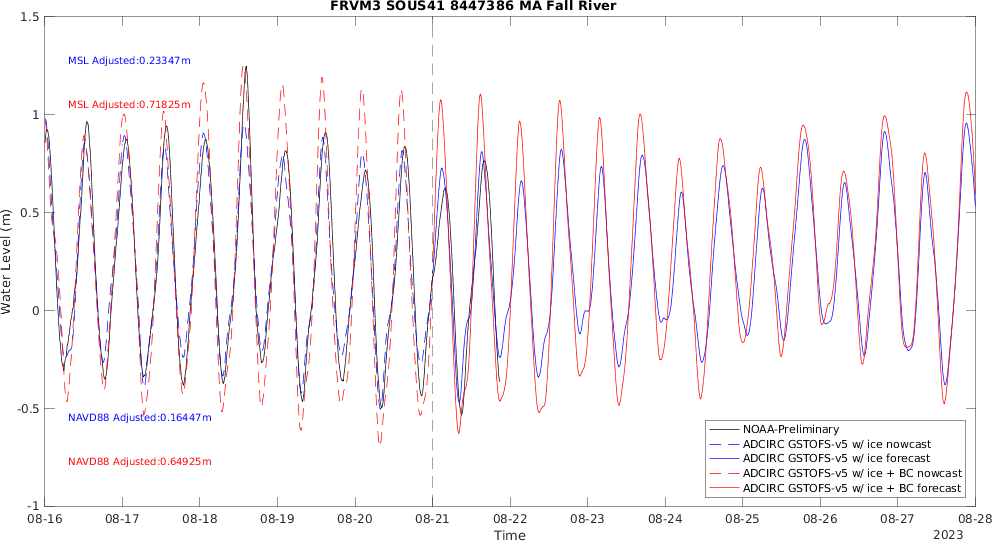 FRVM3 SOUS41 8447386 MA Fall River
1.5
1
0.5
0
-0.5
-1
Water Level (m)
MSL Adjusted:0.23347m
MSL Adjusted:0.71825m
NAVD88 Adjusted:0.16447m
NAVD88 Adjusted:0.64925m
NOAA-Preliminary
ADCIRC GSTOFS-v5 w/ ice nowcast
ADCIRC GSTOFS-v5 w/ ice forecast
ADCIRC GSTOFS-v5 w/ ice + BC nowcast
ADCIRC GSTOFS-v5 w/ ice + BC forecast
08-16 08-17 08-18 08-19 08-20 08-21 08-22 08-23 08-24 08-25 08-26 08-27 08-28
Time
2023